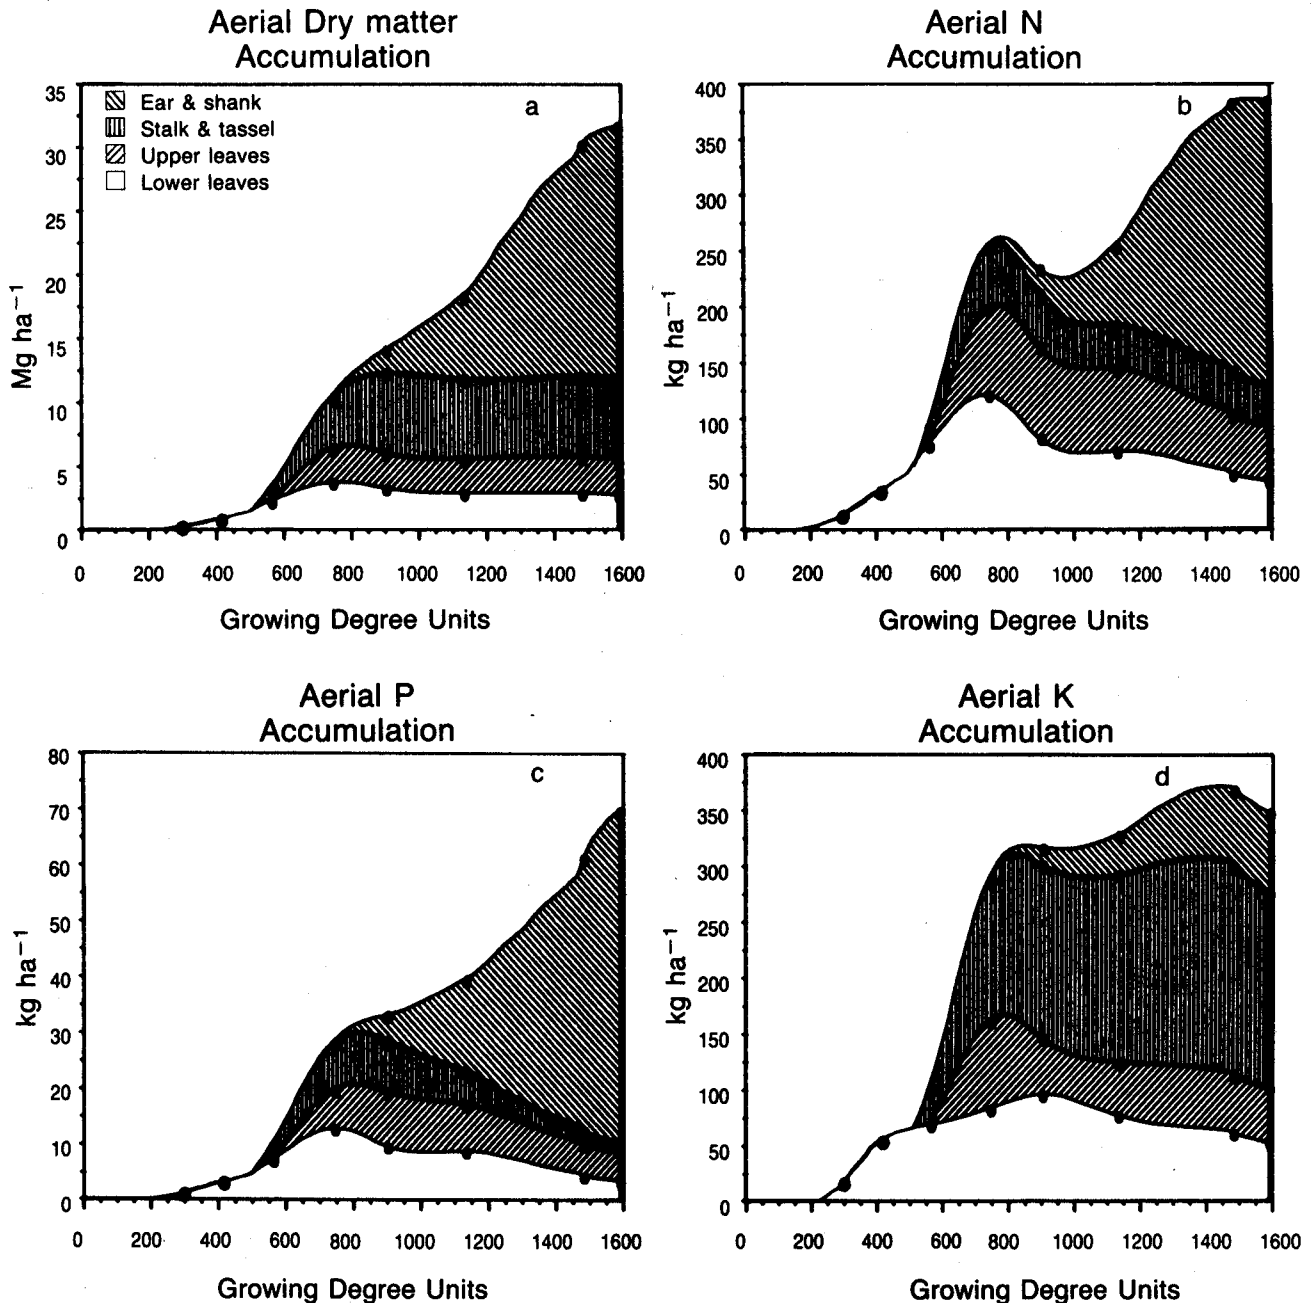 Aerial Dry matter
Accumulation
35
30
25
20
15
10
5
0
Mg ha−1
Ear & shank
Stalk & tassel
Upper leaves
Lower leaves
a
0 200 400 600 800 1000 1200 1400 1600
Growing Degree Units
Aerial N
Accumulation
400
350
300
250
200
150
100
50
0
kg ha−1
b
0 200 400 600 800 1000 1200 1400 1600
Growing Degree Units
Aerial P
Accumulation
80
70
60
50
40
30
20
10
0
kg ha−1
c
0 200 400 600 800 1000 1200 1400 1600
Growing Degree Units
Aerial K
Accumulation
400
350
300
250
200
150
100
50
0
kg ha−1
d
0 200 400 600 800 1000 1200 1400 1600
Growing Degree Units